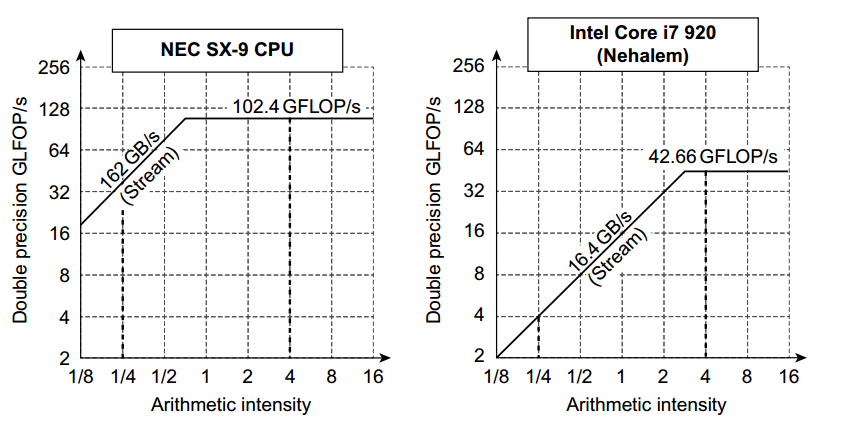 NEC SX-9 CPU
Double precision GLFOP/s
256
128
64
32
16
8
4
2
102.4 GFLOP/s
162 GB/s
(Stream)
1/8 1/4 1/2 1 2 4 8 16
Arithmetic intensity
Intel Core i7 920
(Nehalem)
Double precision GLFOP/s
256
128
64
32
16
8
4
2
42.66 GFLOP/s
16.4 GB/s
(Stream)
1/8 1/4 1/2 1 2 4 8 16
Arithmetic intensity